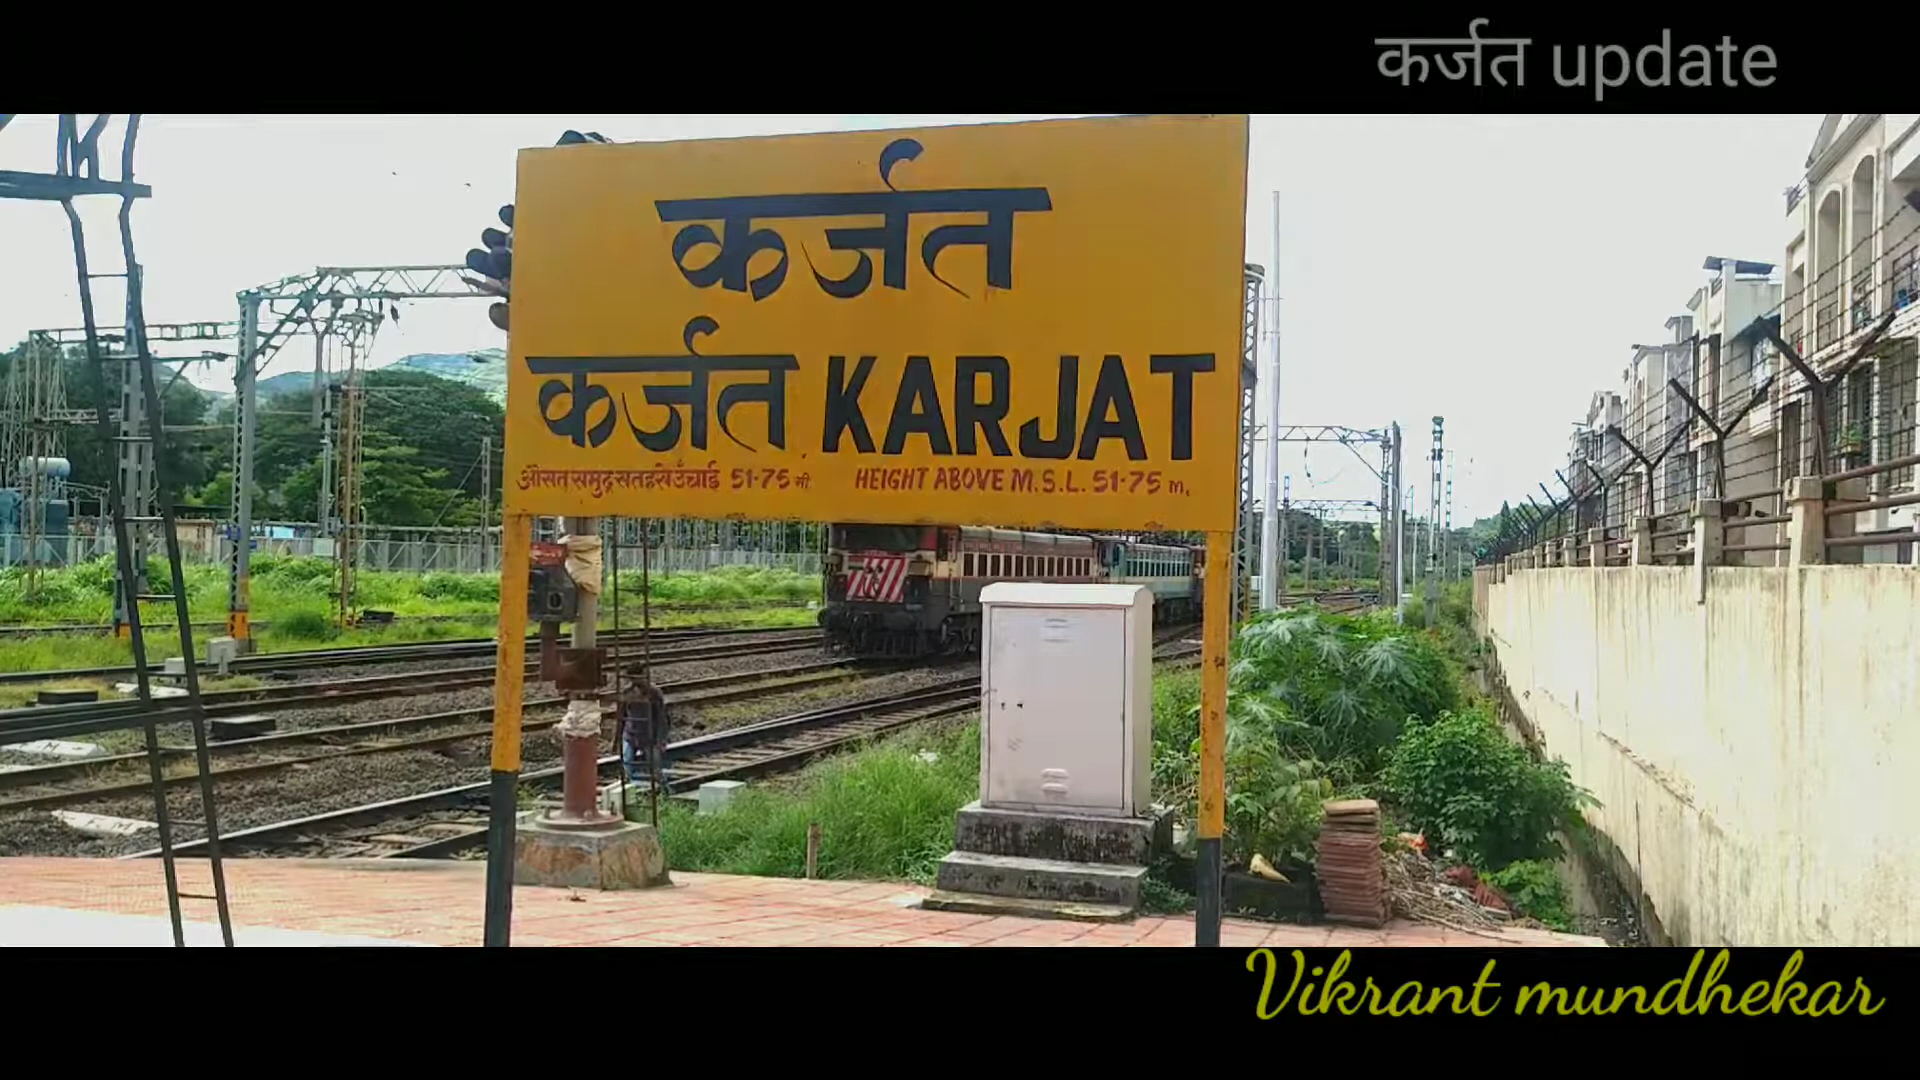 कर्जत update
कर्जत
कर्जत KARJAT
औसत समुद्र सतह से उँचाई 51·75 मी HEIGHT ABOVE M.S.L. 51·75 m.
Vikrant mundhekar